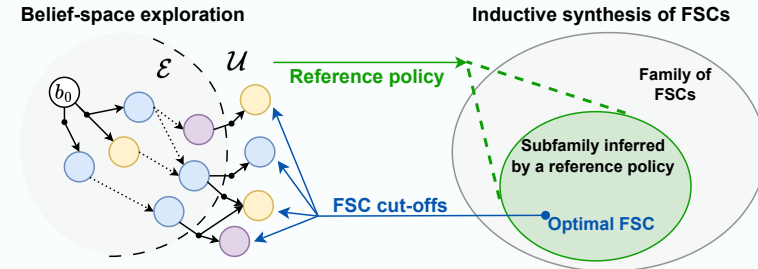 Belief-space exploration
Inductive synthesis of FSCs
ℰ
𝒰
b₀
Reference policy
Family of
FSCs
Subfamily inferred
by a reference policy
FSC cut-offs
Optimal FSC